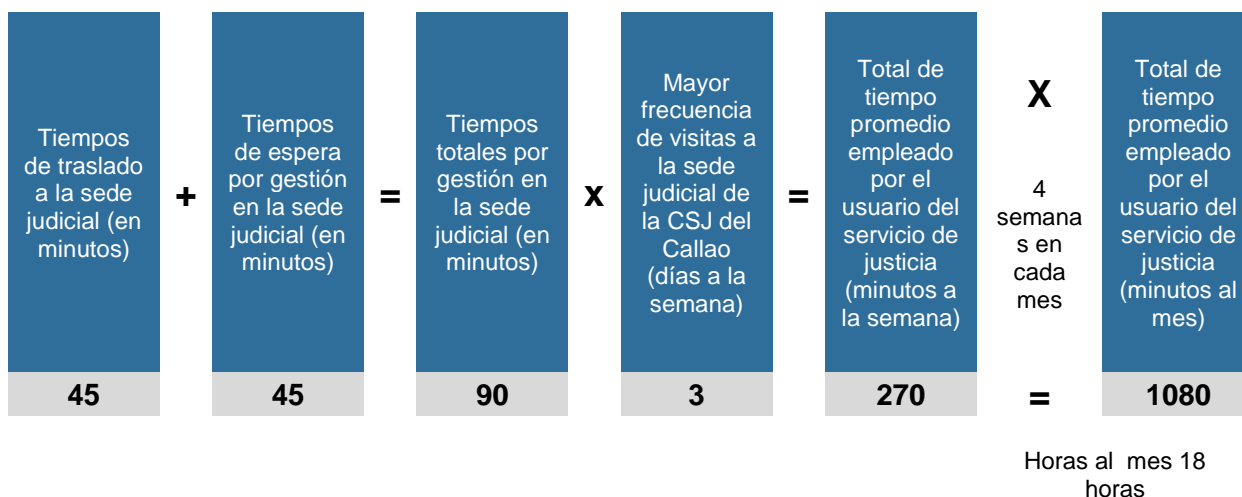 Tiempos
de traslado
a la sede
judicial (en
minutos)
45
+
Tiempos
de espera
por gestión
en la sede
judicial (en
minutos)
45
=
Tiempos
totales por
gestión en
la sede
judicial (en
minutos)
90
x
Mayor
frecuencia
de visitas a
la sede
judicial de
la CSJ del
Callao
(días a la
semana)
3
=
Total de
tiempo
promedio
empleado
por el
usuario del
servicio de
justicia
(minutos a
la semana)
270
X
4
semana
s en
cada
mes
=
Total de
tiempo
promedio
empleado
por el
usuario del
servicio de
justicia
(minutos al
mes)
1080
Horas al mes 18
horas